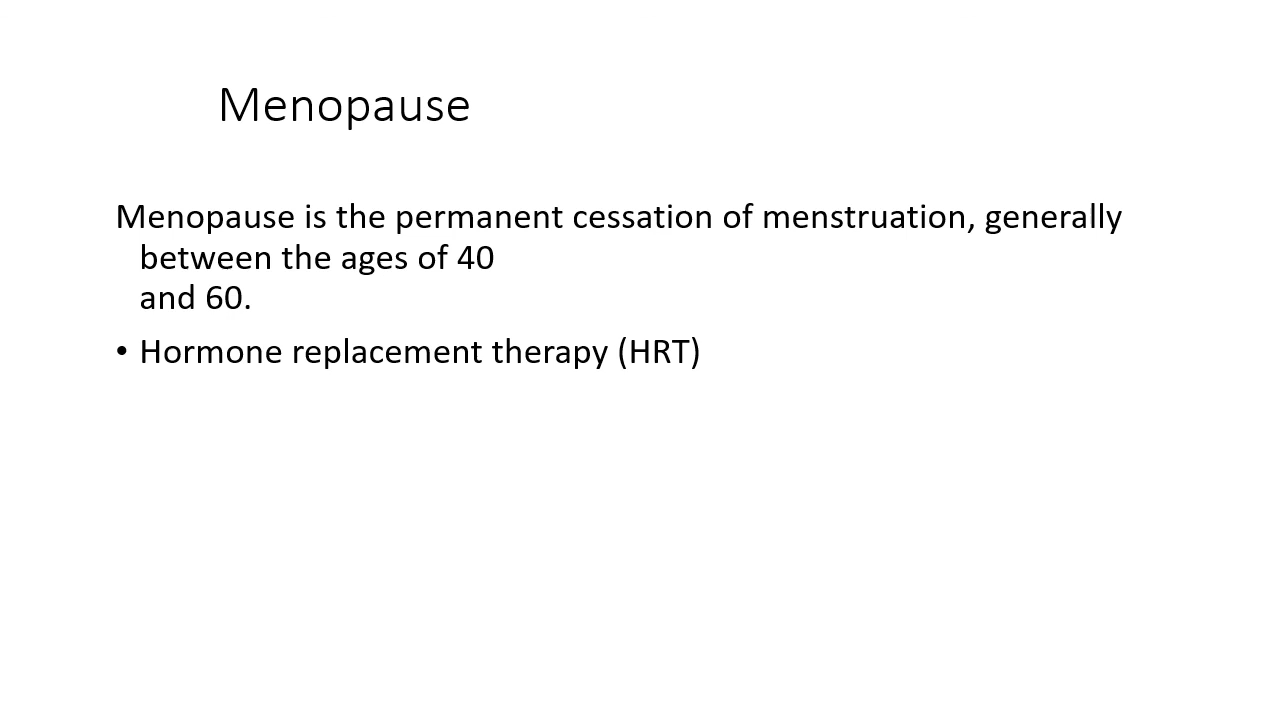 Menopause
Menopause is the permanent cessation of menstruation, generally
between the ages of 40
and 60.
• Hormone replacement therapy (HRT)